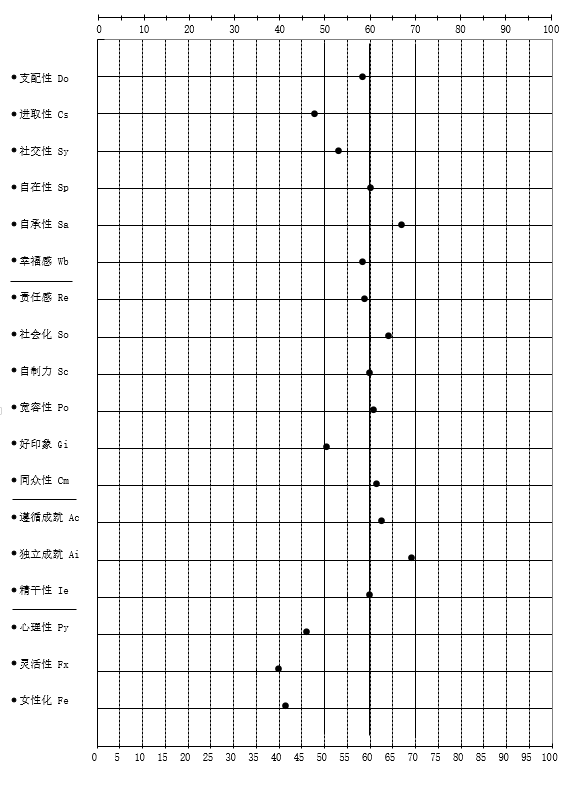 0 10 20 30 40 50 60 70 80 90 100
● 支配性 Do
● 进取性 Cs
● 社交性 Sy
● 自在性 Sp
● 自承性 Sa
● 幸福感 Wb
● 责任感 Re
● 社会化 So
● 自制力 Sc
● 宽容性 Po
● 好印象 Gi
● 同众性 Cm
● 遵循成就 Ac
● 独立成就 Ai
● 精干性 Ie
● 心理性 Py
● 灵活性 Fx
● 女性化 Fe
0 5 10 15 20 25 30 35 40 45 50 55 60 65 70 75 80 85 90 95 100